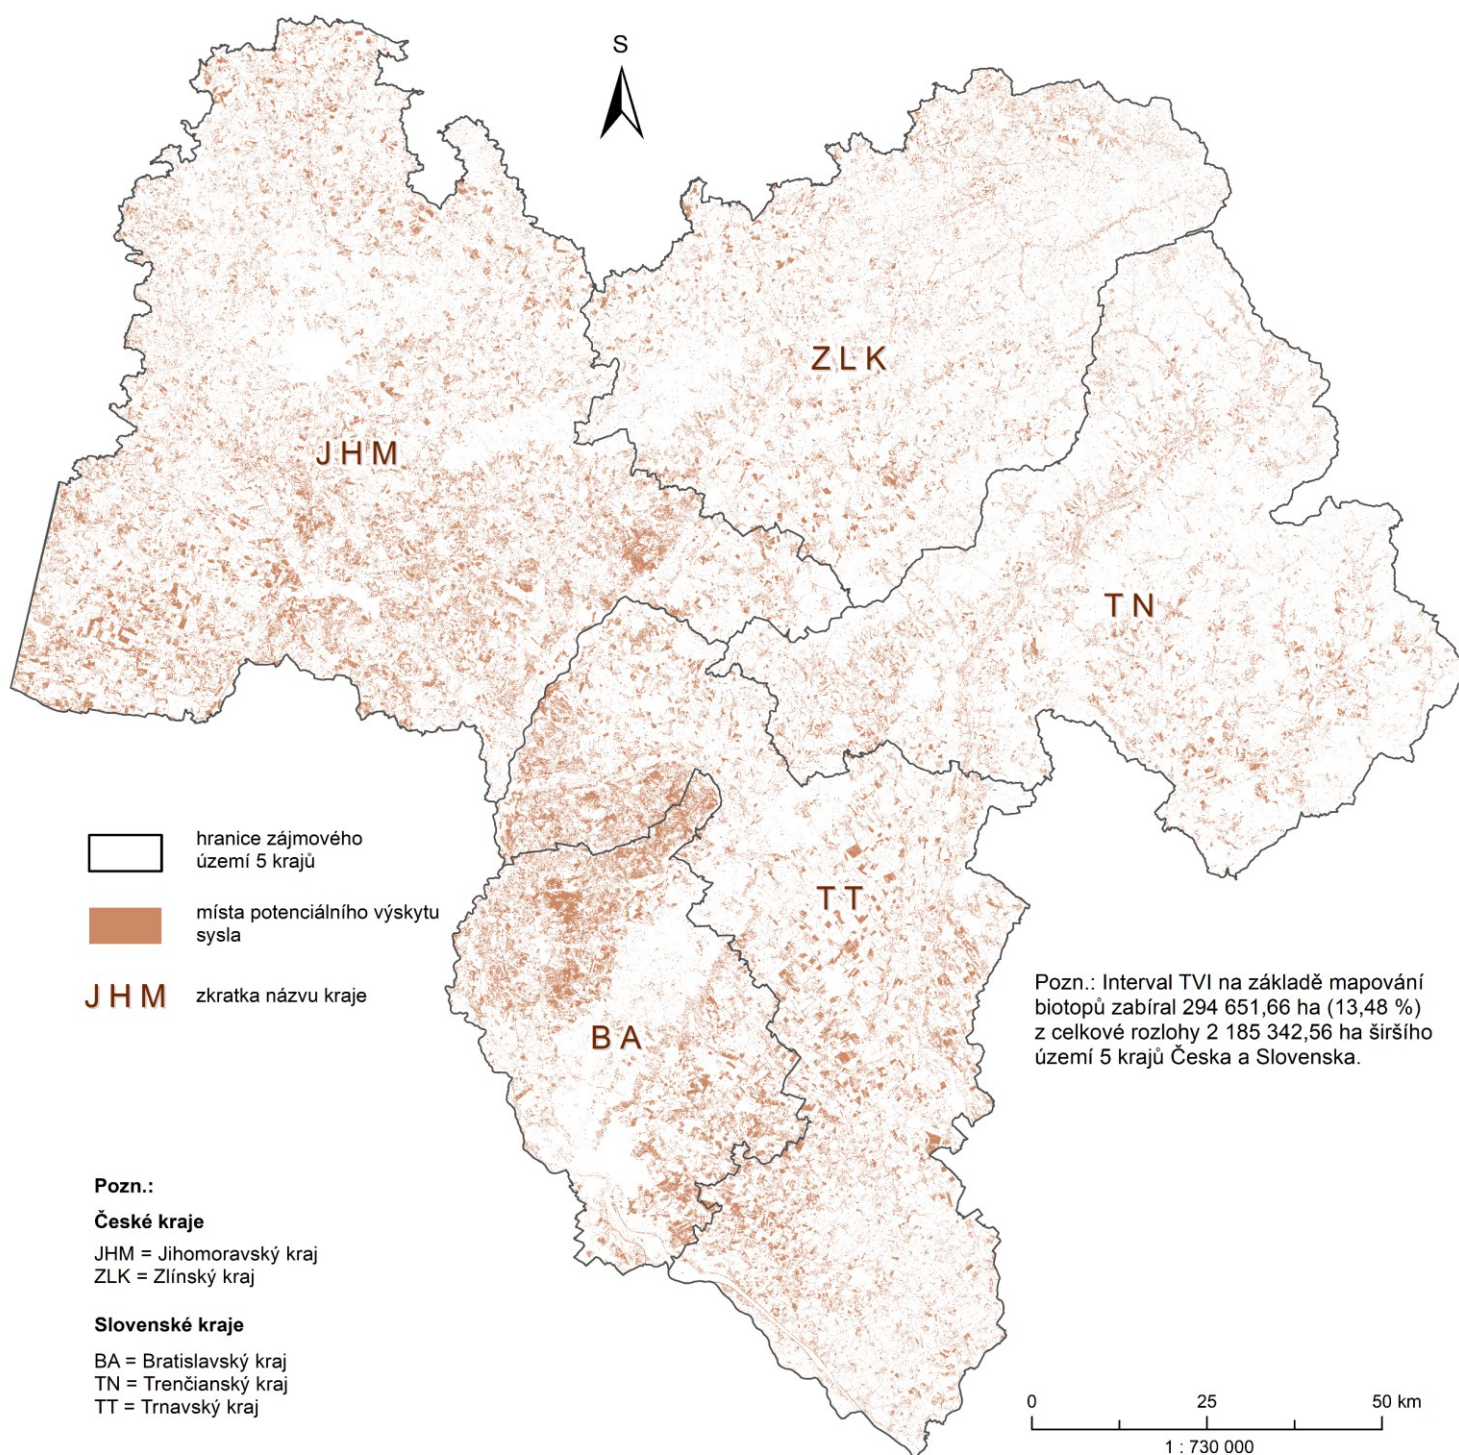 S
ZLK
JHM
TN
TT
BA
hranice zájmového
území 5 krajů
místa potenciálního výskytu
sysla
JHM zkratka názvu kraje
Pozn.: Interval TVI na základě mapování
biotopů zabíral 294 651,66 ha (13,48 %)
z celkové rozlohy 2 185 342,56 ha širšího
území 5 krajů Česka a Slovenska.
Pozn.:
České kraje
JHM = Jihomoravský kraj
ZLK = Zlínský kraj
Slovenské kraje
BA = Bratislavský kraj
TN = Trenčianský kraj
TT = Trnavský kraj
0 25 50 km
1 : 730 000